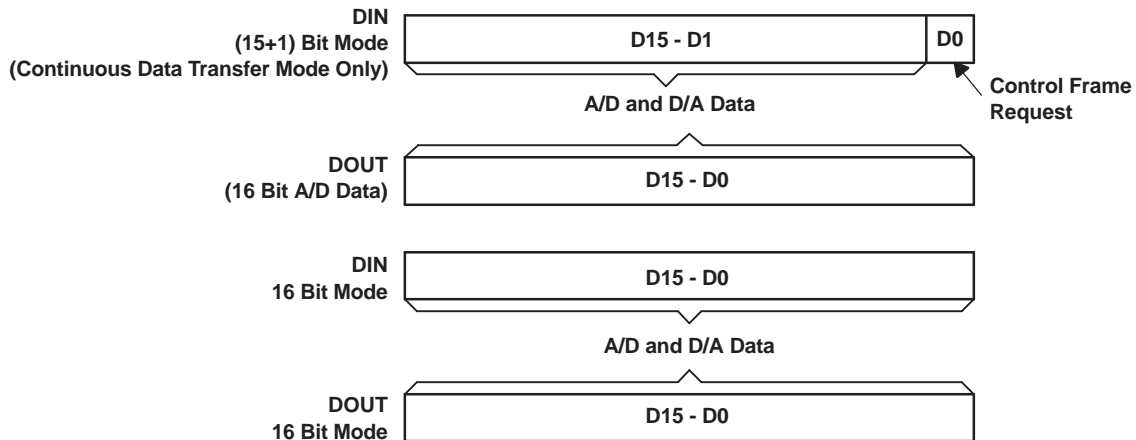 DIN
(15+1) Bit Mode
(Continuous Data Transfer Mode Only)
D15 - D1
D0
A/D and D/A Data
Control Frame
Request
DOUT
(16 Bit A/D Data)
D15 - D0
DIN
16 Bit Mode
D15 - D0
A/D and D/A Data
DOUT
16 Bit Mode
D15 - D0